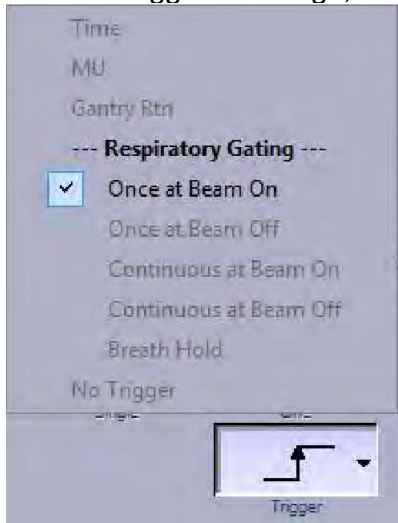 Time
MU
Gantry Rtn
--- Respiratory Gating ---
Once at Beam On
Once at Beam Off
Continuous at Beam On
Continuous at Beam Off
Breath Hold
No Trigger
Trigger